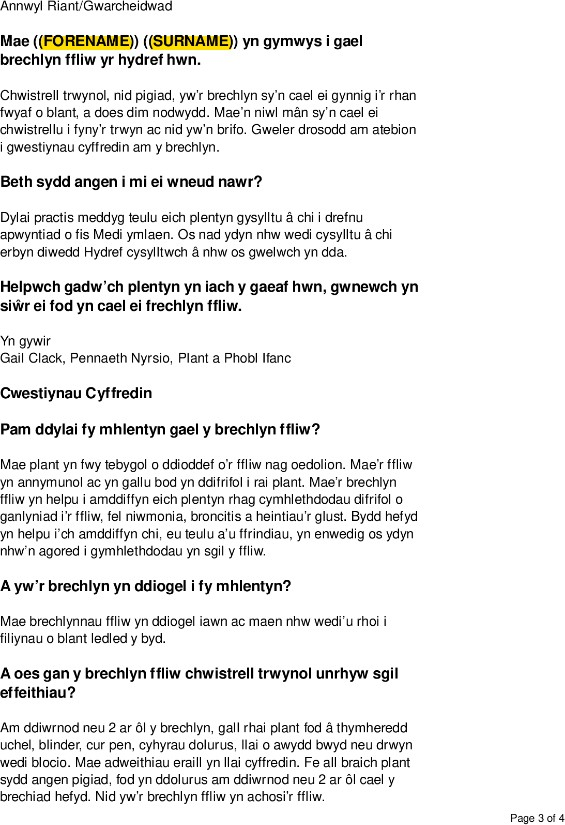 Annwyl Riant/Gwarcheidwad
Mae ((FORENAME)) ((SURNAME)) yn gymwys i gael
brechlyn ffliw yr hydref hwn.
Chwistrell trwynol, nid pigiad, yw'r brechlyn sy'n cael ei gynnig i'r rhan
fwyaf o blant, a does dim nodwydd. Mae'n niwl mân sy'n cael ei
chwistrellu i fyny'r trwyn ac nid yw'n brifo. Gweler drosodd am atebion
i gwestiynau cyffredin am y brechlyn.
Beth sydd angen i mi ei wneud nawr?
Dylai practis meddyg teulu eich plentyn gysylltu â chi i drefnu
apwyntiad o fis Medi ymlaen. Os nad ydyn nhw wedi cysylltu â chi
erbyn diwedd Hydref cysylltwch â nhw os gwelwch yn dda.
Helpwch gadw'ch plentyn yn iach y gaeaf hwn, gwnewch yn
siŵr ei fod yn cael ei frechlyn ffliw.
Yn gywir
Gail Clack, Pennaeth Nyrsio, Plant a Phobl Ifanc
Cwestiynau Cyffredin
Pam ddylai fy mhlentyn gael y brechlyn ffliw?
Mae plant yn fwy tebygol o ddioddef o'r ffliw nag oedolion. Mae'r ffliw
yn annymunol ac yn gallu bod yn ddifrifol i rai plant. Mae'r brechlyn
ffliw yn helpu i amddiffyn eich plentyn rhag cymhlethdodau difrifol o
ganlyniad i'r ffliw, fel niwmonia, broncitis a heintiau'r glust. Bydd hefyd
yn helpu i'ch amddiffyn chi, eu teulu a'u ffrindiau, yn enwedig os ydyn
nhw'n agored i gymhlethdodau yn sgil y ffliw.
A yw'r brechlyn yn ddiogel i fy mhlentyn?
Mae brechlynnau ffliw yn ddiogel iawn ac maen nhw wedi'u rhoi i
filiynau o blant ledled y byd.
A oes gan y brechlyn ffliw chwistrell trwynol unrhyw sgil
effeithiau?
Am ddiwrnod neu 2 ar ôl y brechlyn, gall rhai plant fod â thymheredd
uchel, blinder, cur pen, cyhyrau dolurus, llai o awydd bwyd neu drwyn
wedi blocio. Mae adweithiau eraill yn llai cyffredin. Fe all braich plant
sydd angen pigiad, fod yn ddolurus am ddiwrnod neu 2 ar ôl cael y
brechiad hefyd. Nid yw'r brechlyn ffliw yn achosi'r ffliw.
Page 3 of 4